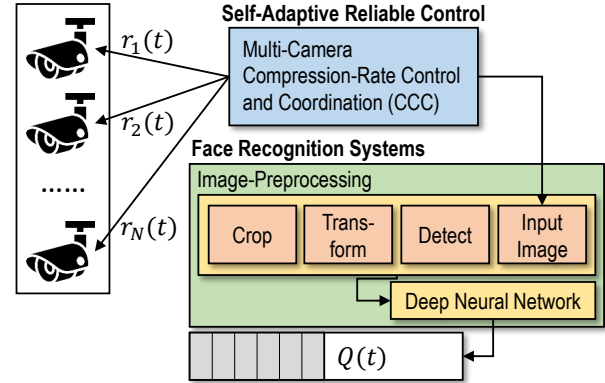 Self-Adaptive Reliable Control
r₁(t)
Multi-Camera
Compression-Rate Control
and Coordination (CCC)
r₂(t)
......
r_N(t)
Face Recognition Systems
Image-Preprocessing
Crop
Trans-
form
Detect
Input
Image
Deep Neural Network
Q(t)